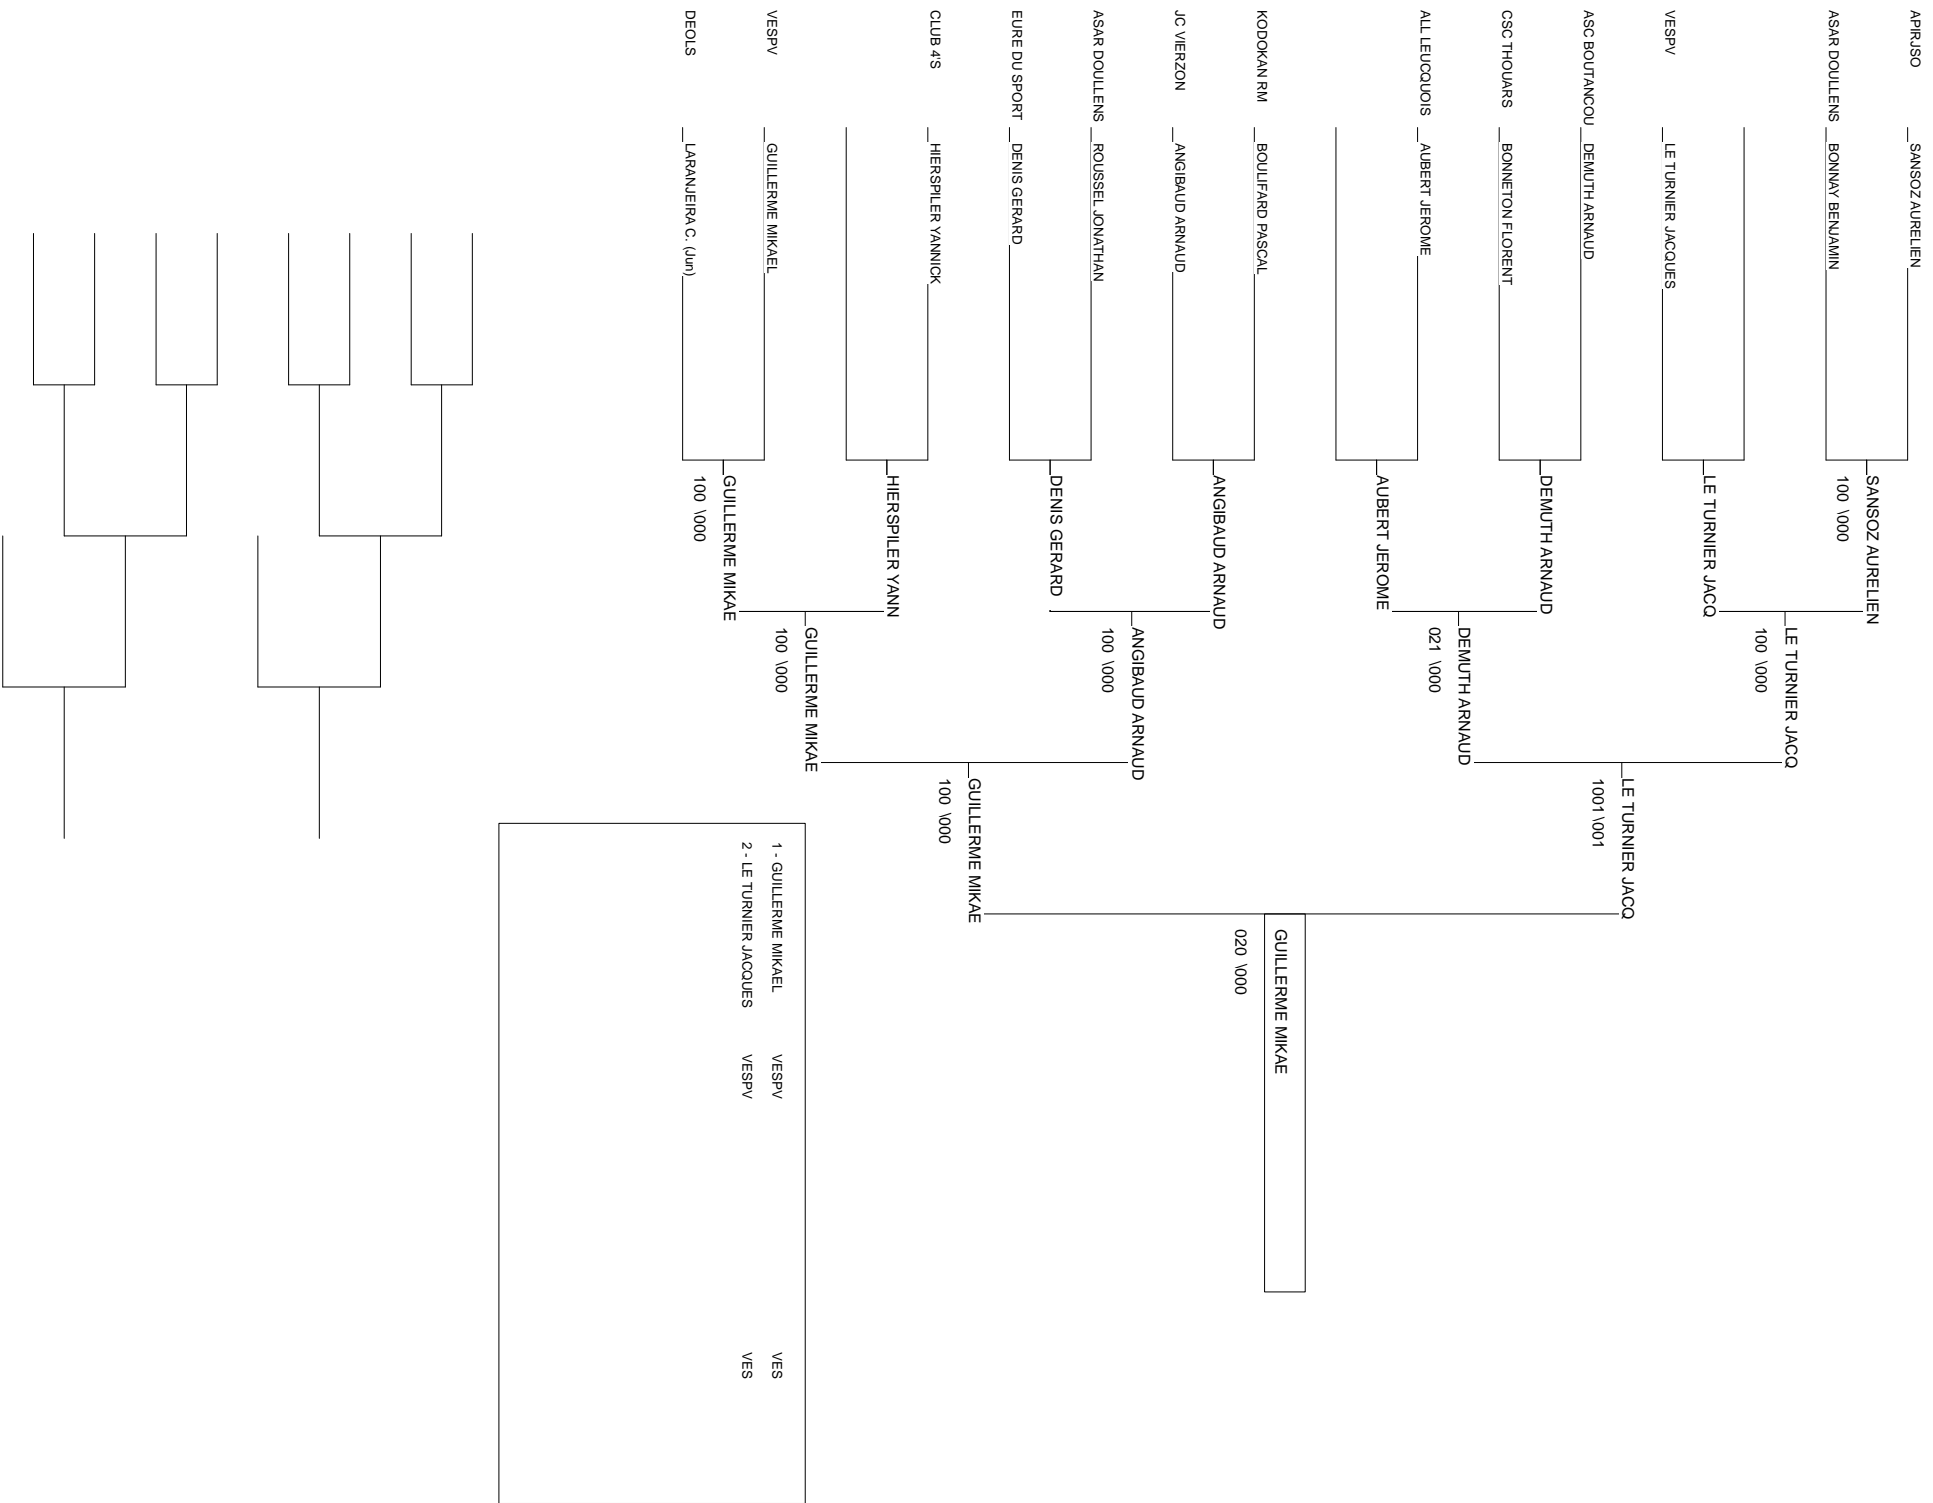 APIRJSO SANSOZ AURELIEN
ASAR DOULLENS BONNAY BENJAMIN
VESPV LE TURNIER JACQUES
ASC BOUTANCOU DEMUTH ARNAUD
CSC THOUARS BONNETON FLORENT
ALL LEUCQUOIS AUBERT JEROME
KODOKAN RM BOULIFARD PASCAL
JC VIERZON ANGIBAUD ARNAUD
ASAR DOULLENS ROUSSEL JONATHAN
EURE DU SPORT DENIS GERARD
CLUB 4'S HIERSPILER YANNICK
VESPV GUILLERME MIKAEL
DEOLS LARANJEIRA C. (Jun)
SANSOZ AURELIEN
100 \000
LE TURNIER JACQ
DEMUTH ARNAUD
AUBERT JEROME
ANGIBAUD ARNAUD
DENIS GERARD
HIERSPILER YANN
GUILLERME MIKAE
100 \000
LE TURNIER JACQ
100 \000
DEMUTH ARNAUD
021 \000
ANGIBAUD ARNAUD
100 \000
GUILLERME MIKAE
100 \000
LE TURNIER JACQ
1001 \001
GUILLERME MIKAE
100 \000
GUILLERME MIKAE
020 \000
1 - GUILLERME MIKAEL VESPV VES
2 - LE TURNIER JACQUES VESPV VES